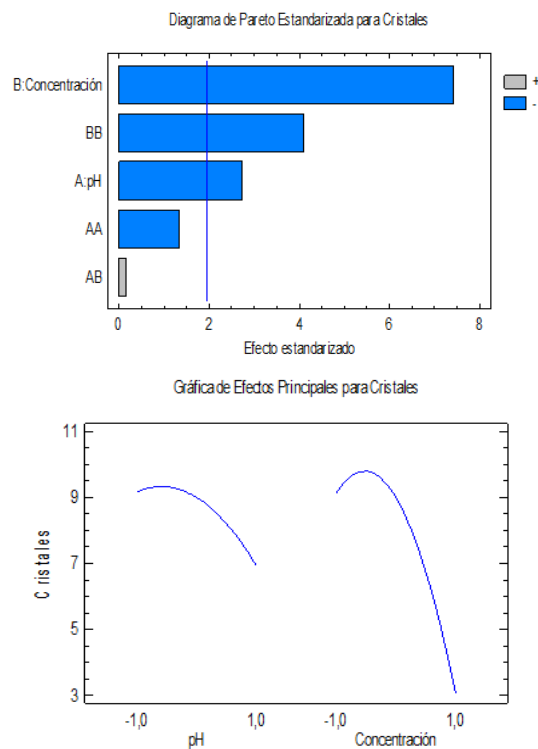 Diagrama de Pareto Estandarizada para Cristales
B:Concentración
BB
A:pH
AA
AB
+
-
0 2 4 6 8
Efecto estandarizado
Gráfica de Efectos Principales para Cristales
11
9
7
5
3
Cristales
-1,0 1,0 -1,0 1,0
pH Concentración